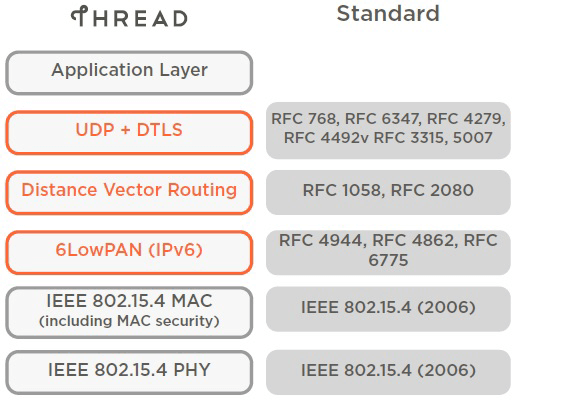 THREAD
Standard
Application Layer
UDP + DTLS
RFC 768, RFC 6347, RFC 4279,
RFC 4492v RFC 3315, 5007
Distance Vector Routing
RFC 1058, RFC 2080
6LowPAN (IPv6)
RFC 4944, RFC 4862, RFC
6775
IEEE 802.15.4 MAC
(including MAC security)
IEEE 802.15.4 (2006)
IEEE 802.15.4 PHY
IEEE 802.15.4 (2006)